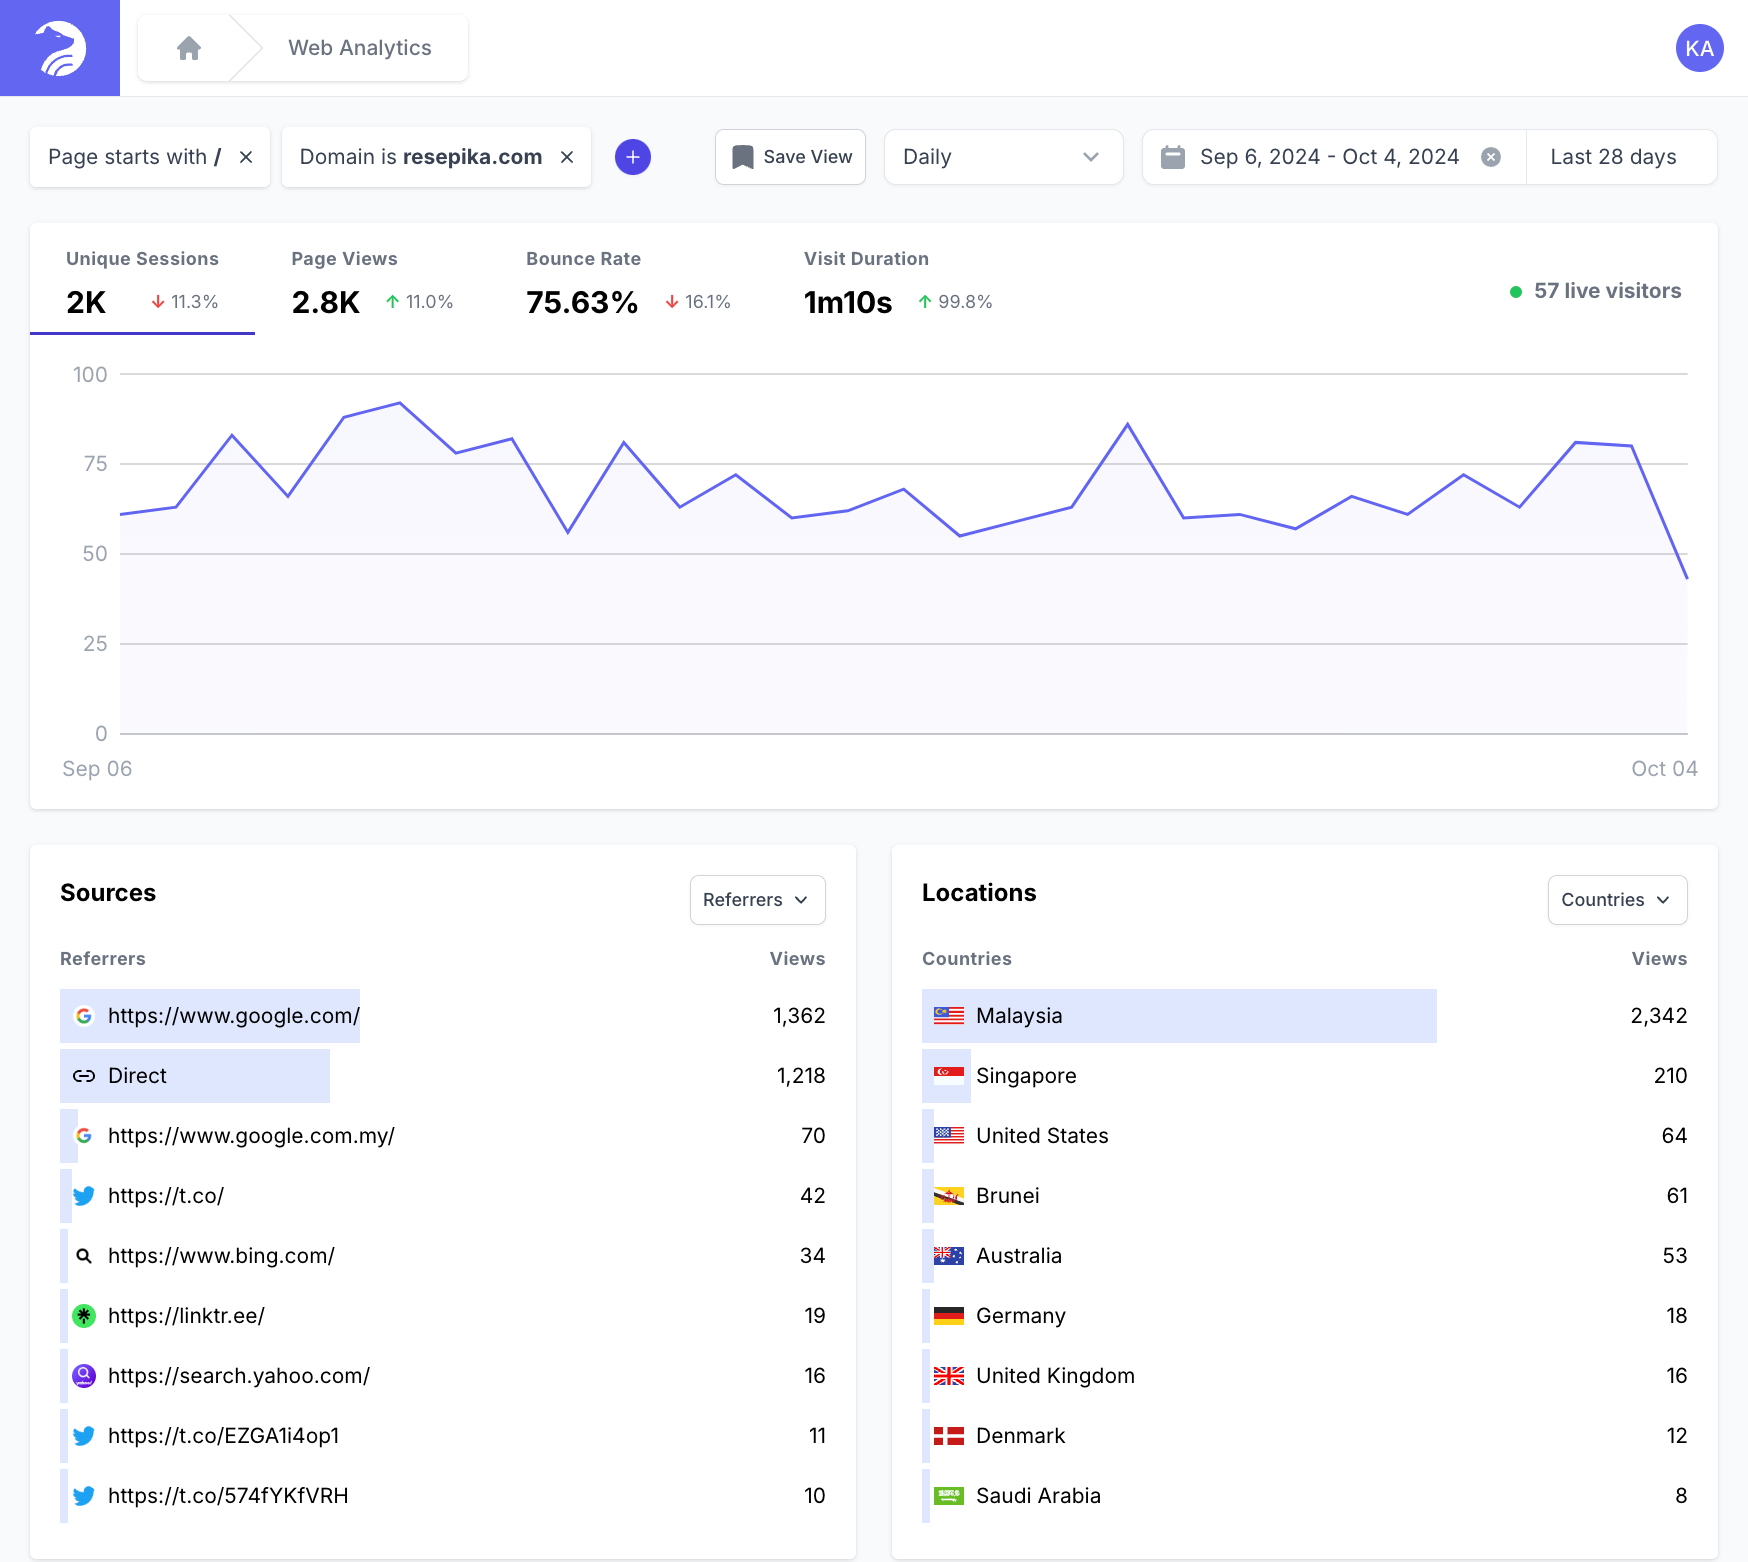 Web Analytics
KA
Page starts with /
Domain is resepika.com
Save View
Daily
Sep 6, 2024 - Oct 4, 2024
Last 28 days
Unique Sessions
2K
11.3%
Page Views
2.8K
11.0%
Bounce Rate
75.63%
16.1%
Visit Duration
1m10s
99.8%
57 live visitors
100
75
50
25
0
Sep 06
Oct 04
Sources
Referrers
Referrers Views
https://www.google.com/ 1,362
Direct 1,218
https://www.google.com.my/ 70
https://t.co/ 42
https://www.bing.com/ 34
https://linktr.ee/ 19
https://search.yahoo.com/ 16
https://t.co/EZGA1i4op1 11
https://t.co/574fYKfVRH 10
Locations
Countries
Countries Views
Malaysia 2,342
Singapore 210
United States 64
Brunei 61
Australia 53
Germany 18
United Kingdom 16
Denmark 12
Saudi Arabia 8